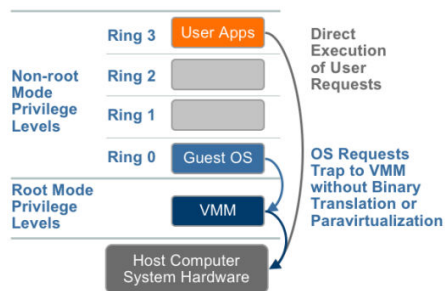 Ring 3
User Apps
Direct
Execution
of User
Requests
Non-root
Mode
Privilege
Levels
Ring 2
Ring 1
Ring 0
Guest OS
OS Requests
Trap to VMM
without Binary
Translation or
Paravirtualization
Root Mode
Privilege
Levels
VMM
Host Computer
System Hardware